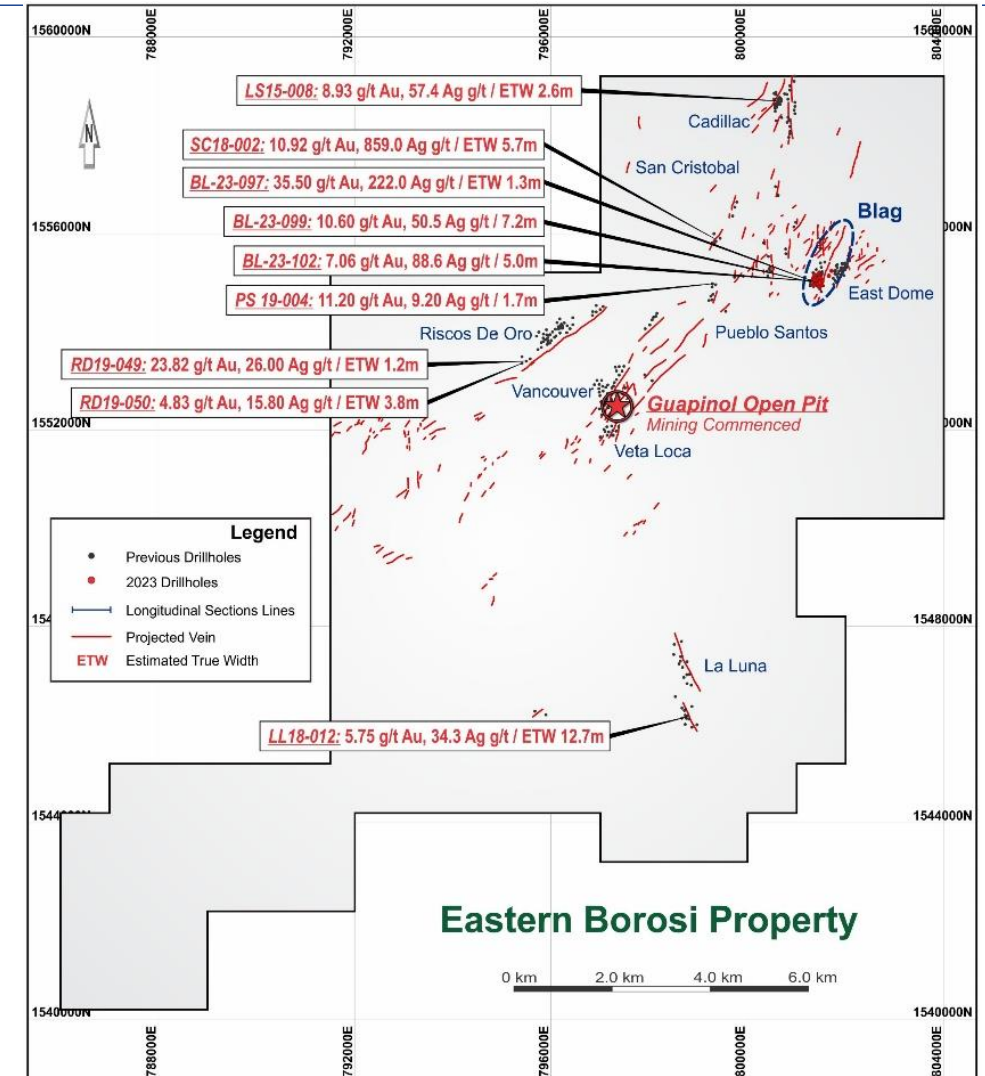 788000E
792000E
796000E
800000E
804000E
1560000N
1560000N
N
LS15-008: 8.93 g/t Au, 57.4 Ag g/t / ETW 2.6m
Cadillac
SC18-002: 10.92 g/t Au, 859.0 Ag g/t / ETW 5.7m
San Cristobal
BL-23-097: 35.50 g/t Au, 222.0 Ag g/t / ETW 1.3m
Blag
BL-23-099: 10.60 g/t Au, 50.5 Ag g/t / 7.2m
1556000N
BL-23-102: 7.06 g/t Au, 88.6 Ag g/t / 5.0m
East Dome
PS 19-004: 11.20 g/t Au, 9.20 Ag g/t / 1.7m
Riscos De Oro
Pueblo Santos
RD19-049: 23.82 g/t Au, 26.00 Ag g/t / ETW 1.2m
Vancouver
RD19-050: 4.83 g/t Au, 15.80 Ag g/t / ETW 3.8m
Guapinol Open Pit
Mining Commenced
1552000N
Veta Loca
Legend
Previous Drillholes
2023 Drillholes
Longitudinal Sections Lines
Projected Vein
ETW Estimated True Width
1548000N
La Luna
LL18-012: 5.75 g/t Au, 34.3 Ag g/t / ETW 12.7m
1544000N
1544000N
Eastern Borosi Property
0 km 2.0 km 4.0 km 6.0 km
1540000N
1540000N
788000E
792000E
796000E
800000E
804000E